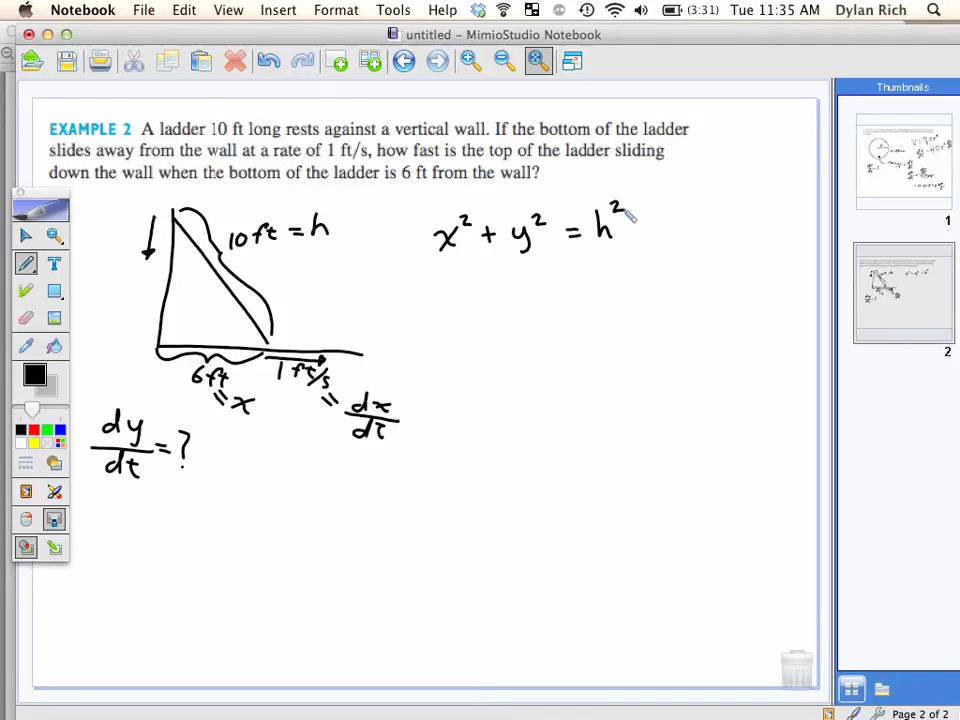 Notebook File Edit View Insert Format Tools Help (3:31) Tue 11:35 AM Dylan Rich
untitled - MimioStudio Notebook
Thumbnails
EXAMPLE 2 A ladder 10 ft long rests against a vertical wall. If the bottom of the ladder
slides away from the wall at a rate of 1 ft/s, how fast is the top of the ladder sliding
down the wall when the bottom of the ladder is 6 ft from the wall?
10 ft = h
x² + y² = h²
6 ft
= x
1 ft/s
= dx/dt
dy/dt = ?
T
1
2
Page 2 of 2